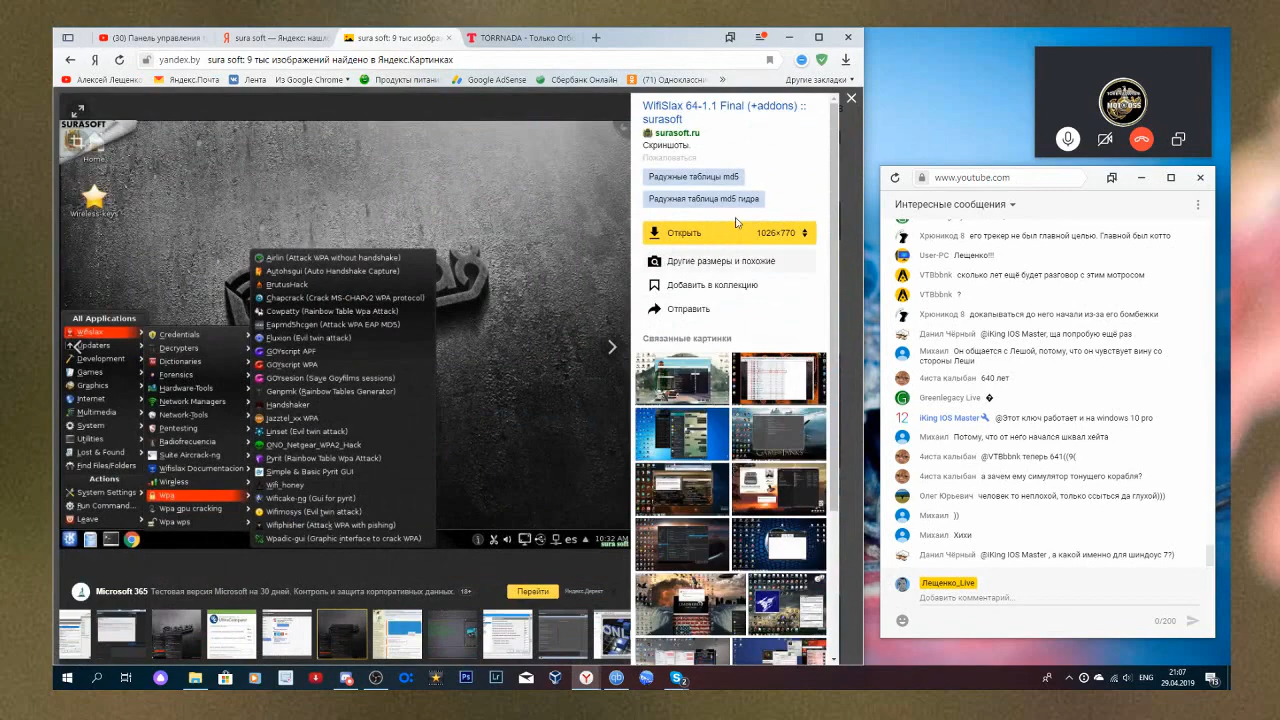 (30) Панель управления
sura soft — Яндекс: нашло
sura soft: 9 тыс изобра
TORRNADA - Только Отбо
yandex.by
sura soft: 9 тыс изображений найдено в Яндекс.Картинках
Алексей Лещенко
Яндекс.Почта
Лента
Из Google Chrome
Продукты питания
Google AdSense
Сбербанк Онлайн
(71) Одноклассни
Другие закладки
SURASOFT
Home
Wireless-keys
All Applications
Wifislax
Updaters
Development
Games
Graphics
Internet
Multimedia
System
Utilities
Lost & Found
Find Files/Folders
Actions
System Settings
Run Command...
Leave
Credentials
Decrypters
Dictionaries
Forensics
Hardware-Tools
Network Managers
Network-Tools
Pentesting
Radiofrecuencia
Suite Aircrack-ng
Wifislax Documentation
Wireless
Wpa
Wpa gpu cracking
Wpa wps
Airlin (Attack WPA without handshake)
Autohsgui (Auto Handshake Capture)
BrutusHack
Chapcrack (Crack MS-CHAPv2 WPA protocol)
Cowpatty (Rainbow Table Wpa Attack)
Eapmd5hcgen (Attack WPA EAP MD5)
Fluxion (Evil twin attack)
GOYscript APF
GOYscript WPA
GOYsesion (Save Goyfilms sessions)
Genpmk (Rainbow Tables Generator)
Handshaker
Jazztel_xx WPA
Linset (Evil twin attack)
ONO_Netgear_WPA2_Hack
Pyrit (Rainbow Tables Wpa Attack)
Simple & Basic Pyrit GUI
Wifi_honey
Wificake-ng (Gui for pyrit)
Wifimosys (Evil twin attack)
Wifiphisher (Attack WPA with pishing)
Wpadic-gui (Graphic interface to crack WPA)
es
10:32 AM
sura soft
Microsoft 365
Тестовая версия Microsoft на 30 дней. Контроль и защита корпоративных данных.
18+
Перейти
Яндекс.Директ
WifiSlax 64-1.1 Final (+addons) ::
surasoft
surasoft.ru
Скриншоты.
Пожаловаться
Радужные таблицы md5
Радужная таблица md5 гидра
Открыть
1026×770
Другие размеры и похожие
Добавить в коллекцию
Отправить
Связанные картинки
www.youtube.com
Интересные сообщения
Хрюникод 8 его трекер не был главной целью. Главной был котто
User-PC Лещенко!!!
VTBbbnk сколько лет ещё будет разговор с этим мотросом
VTBbbnk ?
Хрюникод 8 докапываться до него начали из-за его бомбежки
Данил Чёрный @iKing IOS Master, ща попробую ещё раз
Михаил Он общается с Лешой, потому, что он чувствует вину со
стороны Леши
4иста калыбан 640 лет
Greenlegacy Live �
iKing IOS Master @Этот ключ работает и на windows 10 pro
Михаил Потому, что от него начался шквал хейта
4иста калыбан @VTBbbnk теперь 641((9(
4иста калыбан а зачем ему симулятор тонущего корабля?
Олег Юрьевич человек то неплохой, только ссыться да глухой)))
Михаил ))
Михаил Хихи
Данил Чёрный @iKing IOS Master , а какой именно для шиндоус 7??
Лещенко_Live
Добавить комментарий...
0/200
ENG
21:07
29.04.2019